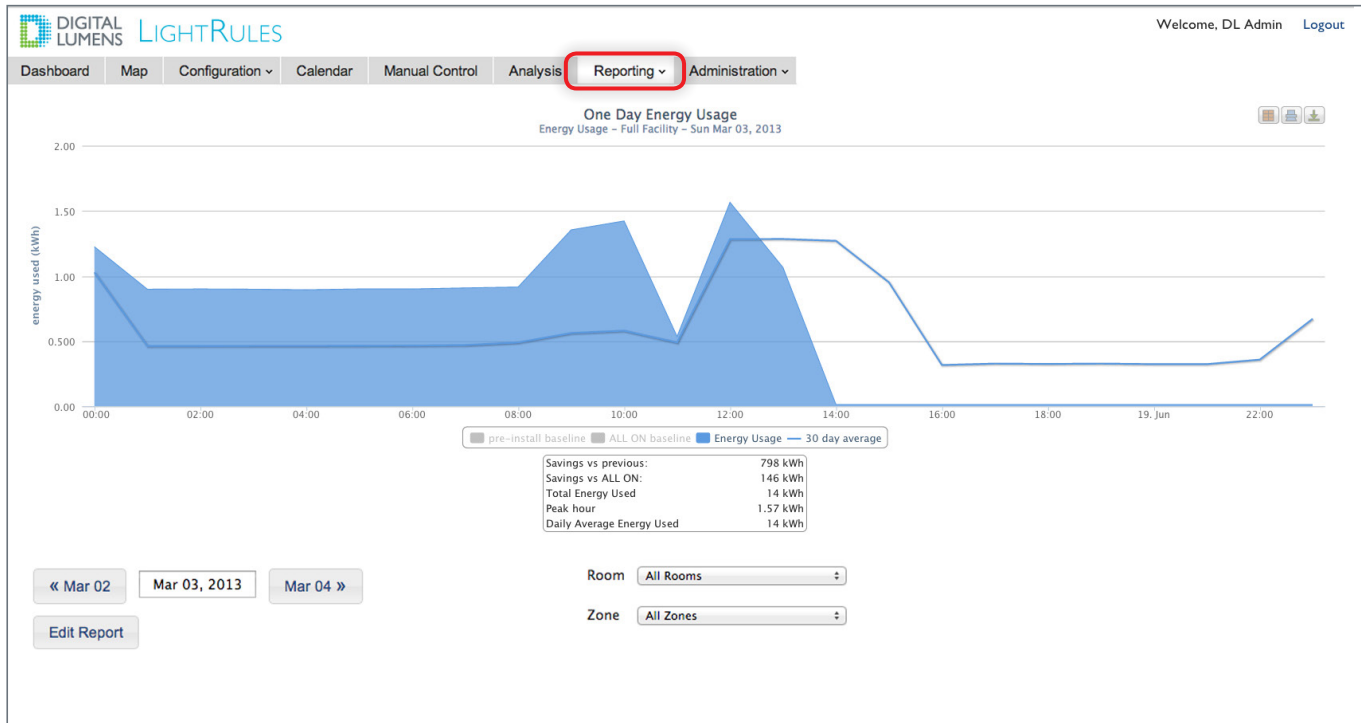 DIGITAL LUMENS LIGHTRULES
Welcome, DL Admin Logout
Dashboard Map Configuration Calendar Manual Control Analysis Reporting Administration
One Day Energy Usage
Energy Usage – Full Facility – Sun Mar 03, 2013
energy used (kWh)
2.00
1.50
1.00
0.500
0.00
00:00 02:00 04:00 06:00 08:00 10:00 12:00 14:00 16:00 18:00 19. Jun 22:00
pre-install baseline ALL ON baseline Energy Usage 30 day average
Savings vs previous: 798 kWh
Savings vs ALL ON: 146 kWh
Total Energy Used 14 kWh
Peak hour 1.57 kWh
Daily Average Energy Used 14 kWh
« Mar 02 Mar 03, 2013 Mar 04 »
Edit Report
Room All Rooms
Zone All Zones